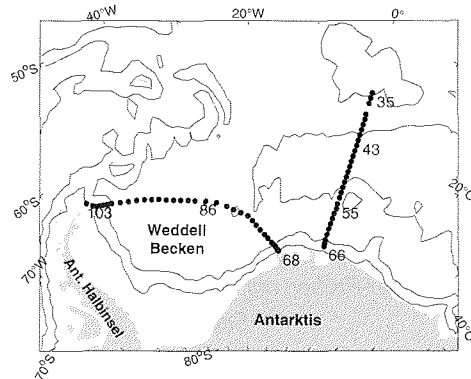 40°W
20°W
0°
50°S
35
43
20°W
60°S
103
86
55
Weddell
Becken
68
66
70°W
Ant. Halbinsel
Antarktis
40°C
70°S
80°S